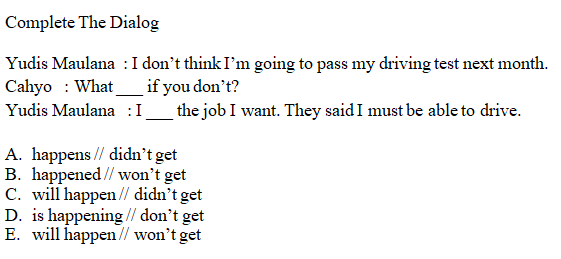 Complete The Dialog
Yudis Maulana : I don’t think I’m going to pass my driving test next month.
Cahyo : What ___ if you don’t?
Yudis Maulana : I ___ the job I want. They said I must be able to drive.
A. happens // didn’t get
B. happened // won’t get
C. will happen // didn’t get
D. is happening // don’t get
E. will happen // won’t get